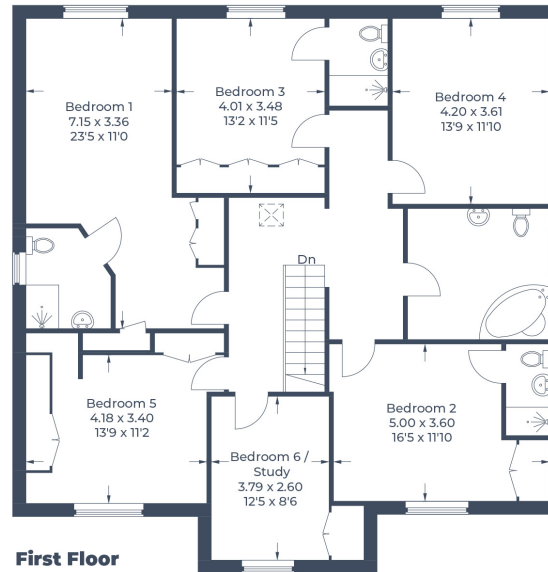 Bedroom 1
7.15 x 3.36
23'5 x 11'0
Bedroom 3
4.01 x 3.48
13'2 x 11'5
Bedroom 4
4.20 x 3.61
13'9 x 11'10
Dn
Bedroom 5
4.18 x 3.40
13'9 x 11'2
Bedroom 6 /
Study
3.79 x 2.60
12'5 x 8'6
Bedroom 2
5.00 x 3.60
16'5 x 11'10
First Floor